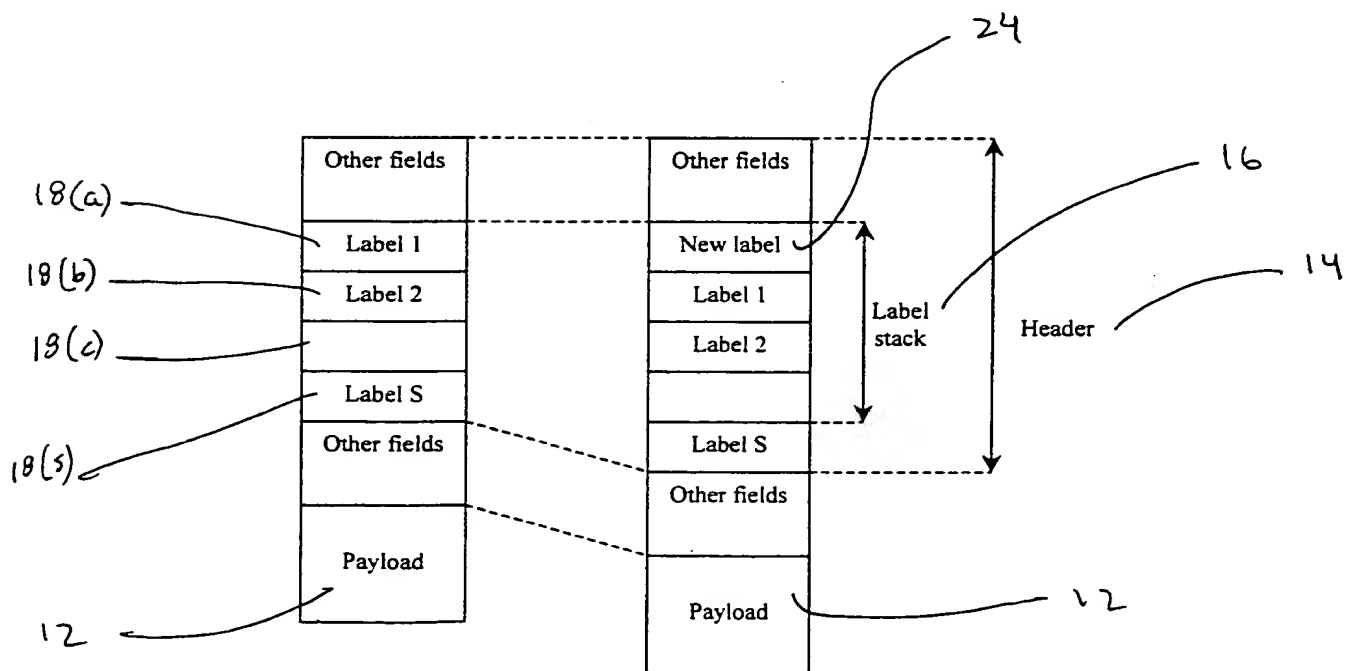 24
Other fields
Other fields
16
18(a)
Label 1
New label
18(b)
Label 2
Label 1
14
Label
stack
Header
18(c)
Label 2
Label S
18(s)
Other fields
Label S
Other fields
Payload
12
Payload
12